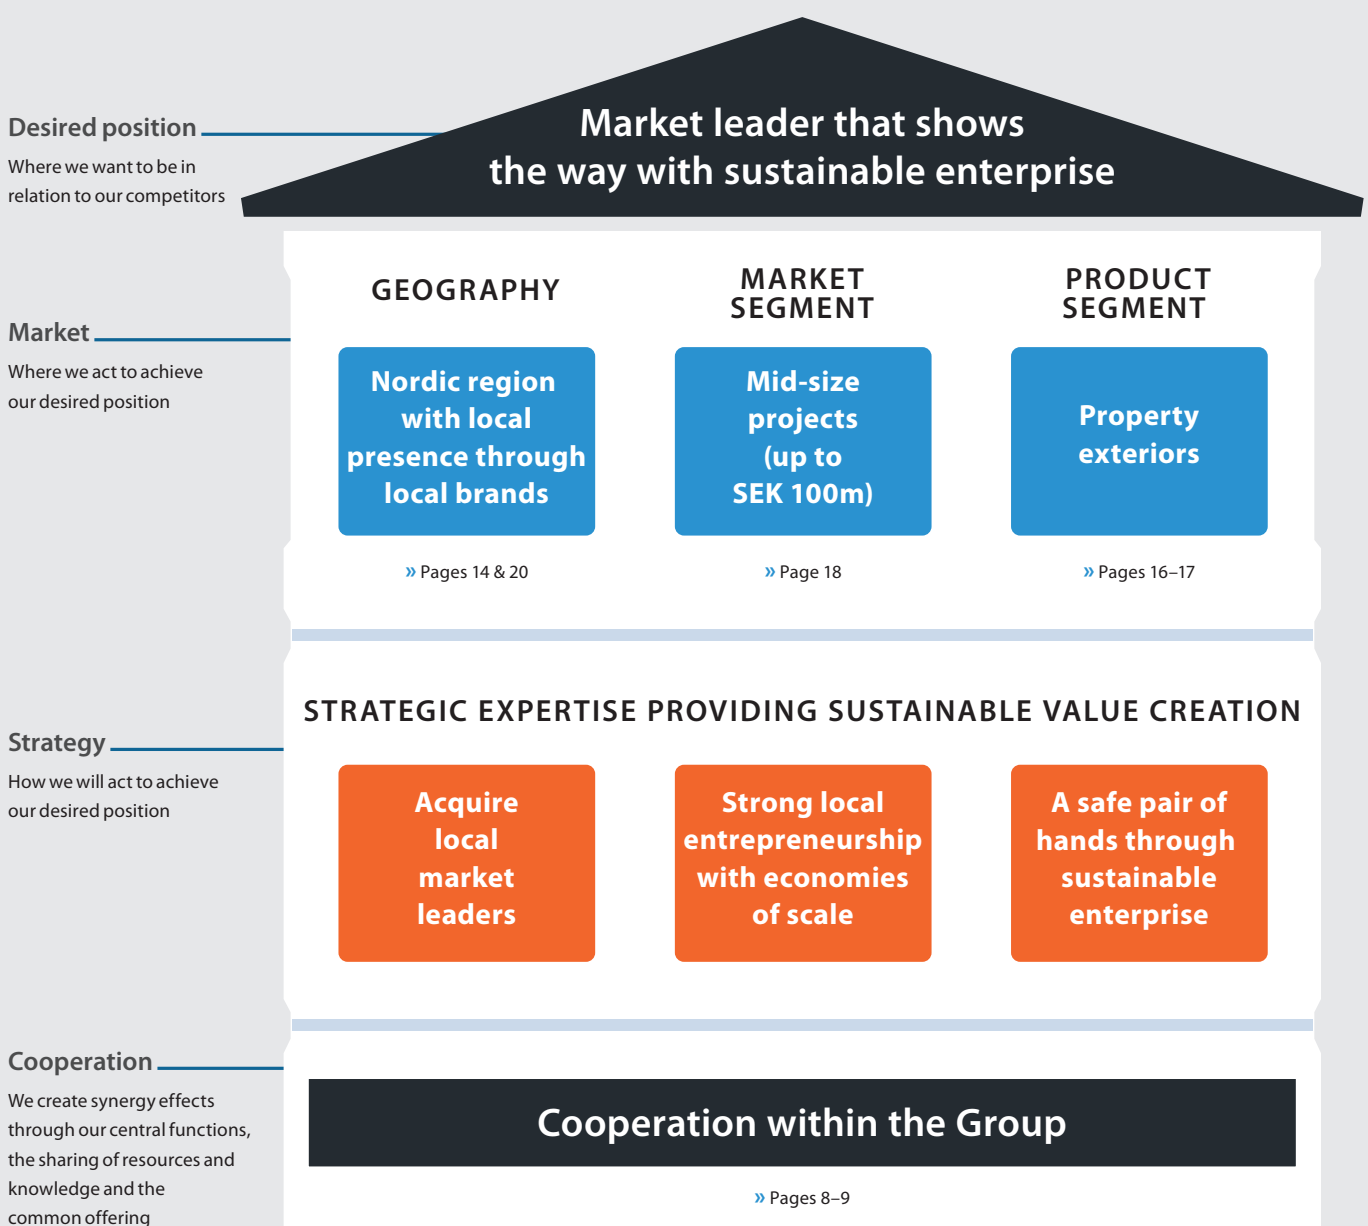 Desired position
Where we want to be in
relation to our competitors
Market leader that shows
the way with sustainable enterprise
Market
Where we act to achieve
our desired position
GEOGRAPHY
Nordic region
with local
presence through
local brands
» Pages 14 & 20
MARKET
SEGMENT
Mid-size
projects
(up to
SEK 100m)
» Page 18
PRODUCT
SEGMENT
Property
exteriors
» Pages 16–17
Strategy
How we will act to achieve
our desired position
STRATEGIC EXPERTISE PROVIDING SUSTAINABLE VALUE CREATION
Acquire
local
market
leaders
Strong local
entrepreneurship
with economies
of scale
A safe pair of
hands through
sustainable
enterprise
Cooperation
We create synergy effects
through our central functions,
the sharing of resources and
knowledge and the
common offering
Cooperation within the Group
» Pages 8–9